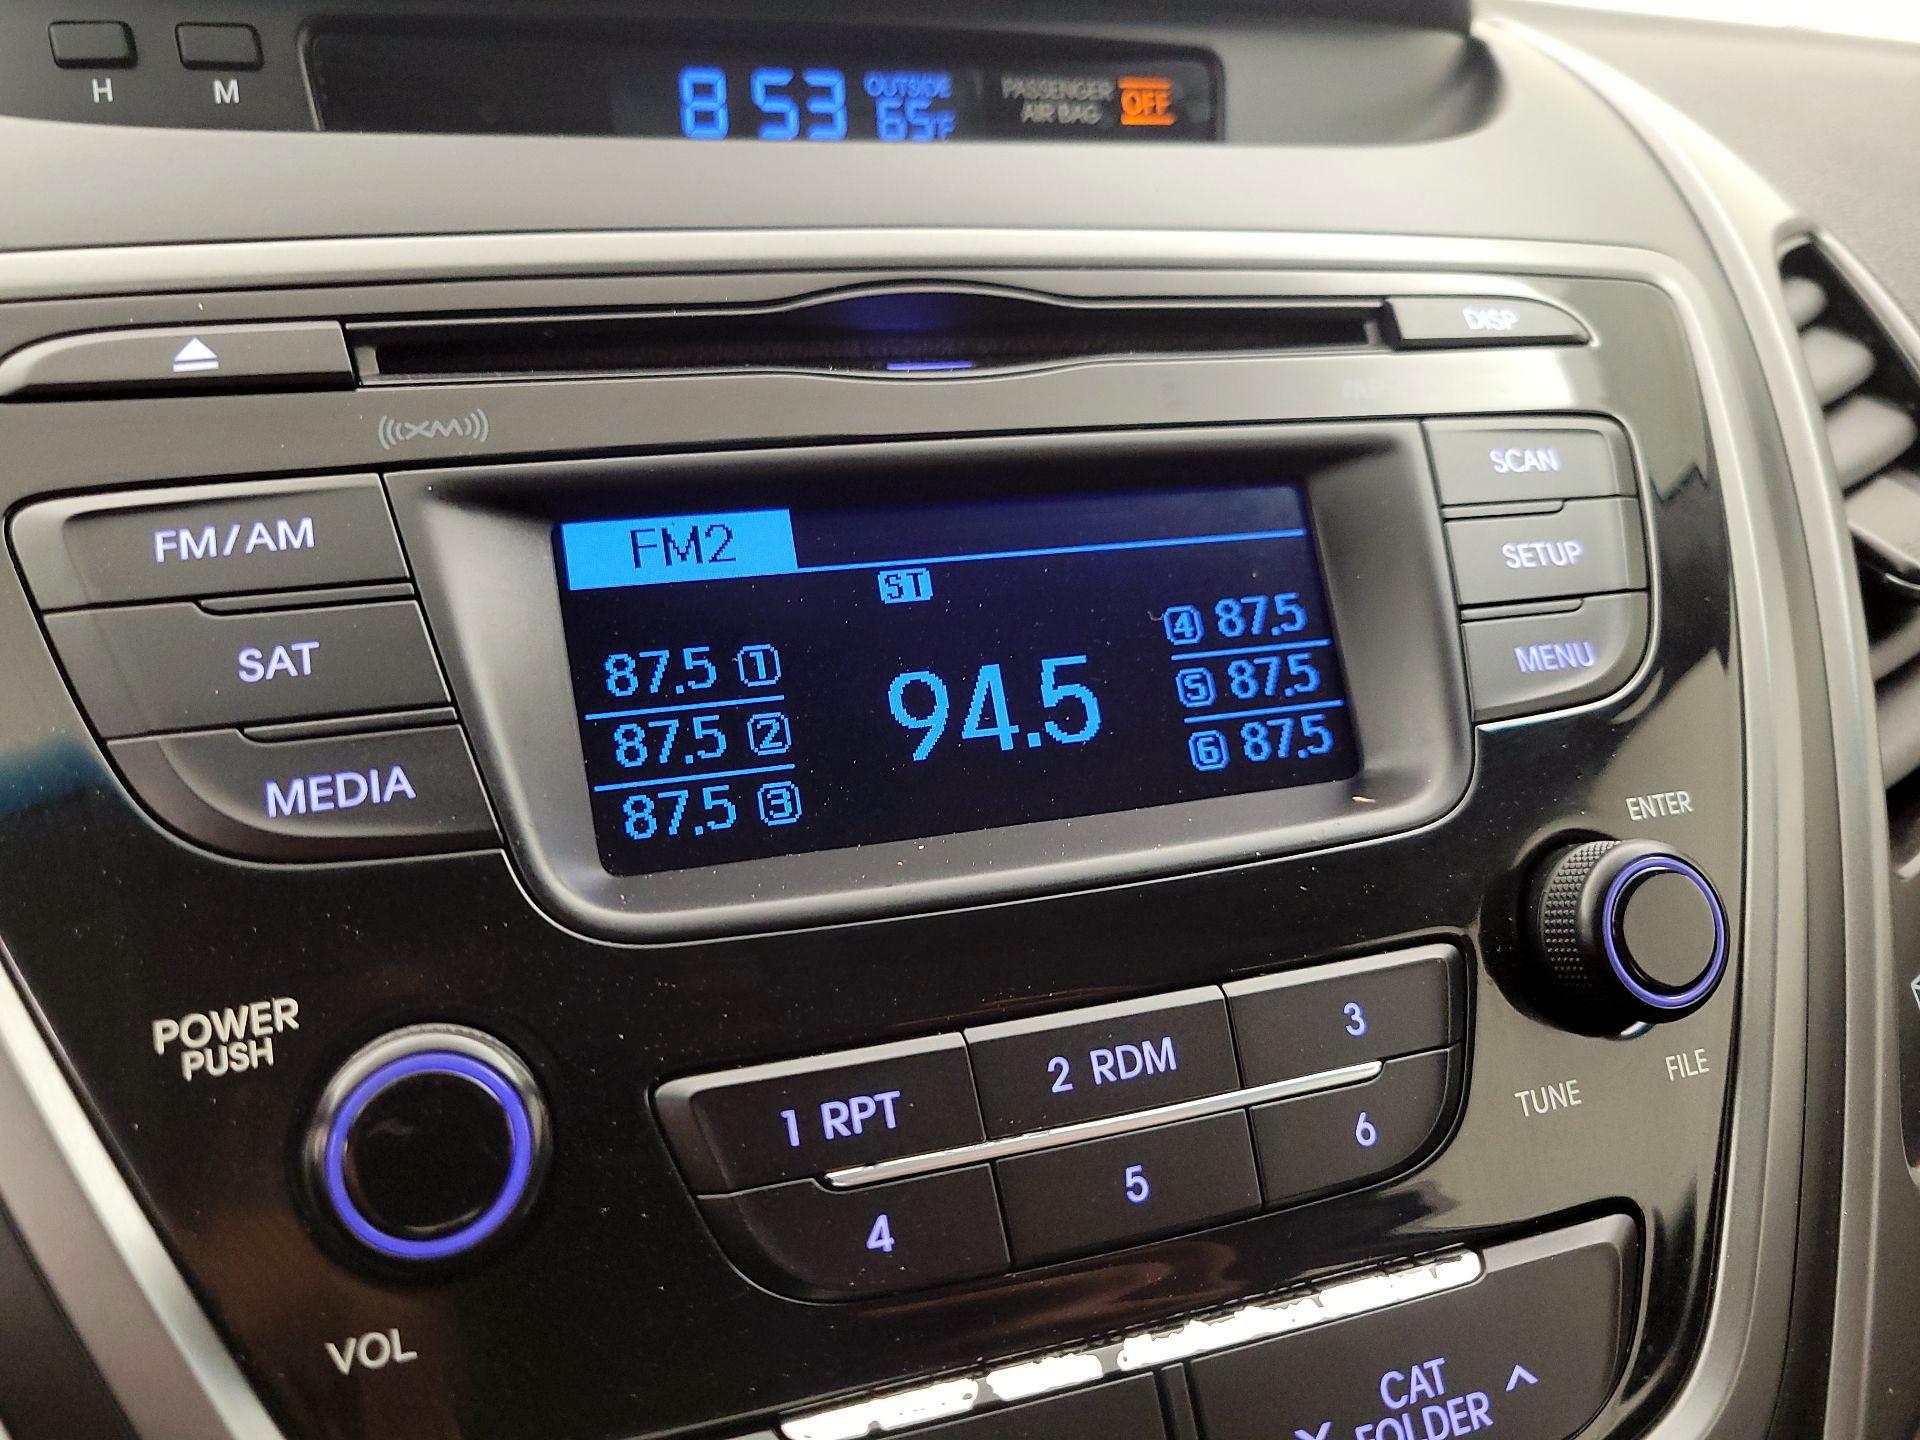 H M
8 53 OUTSIDE 65°F
PASSENGER AIR BAG OFF
DISP
XM
FM/AM
SAT
MEDIA
FM2
ST
87.5 1
87.5 2
87.5 3
94.5
4 87.5
5 87.5
6 87.5
SCAN
SETUP
MENU
ENTER
TUNE
FILE
POWER
PUSH
VOL
1 RPT
2 RDM
3
4
5
6
CAT
FOLDER